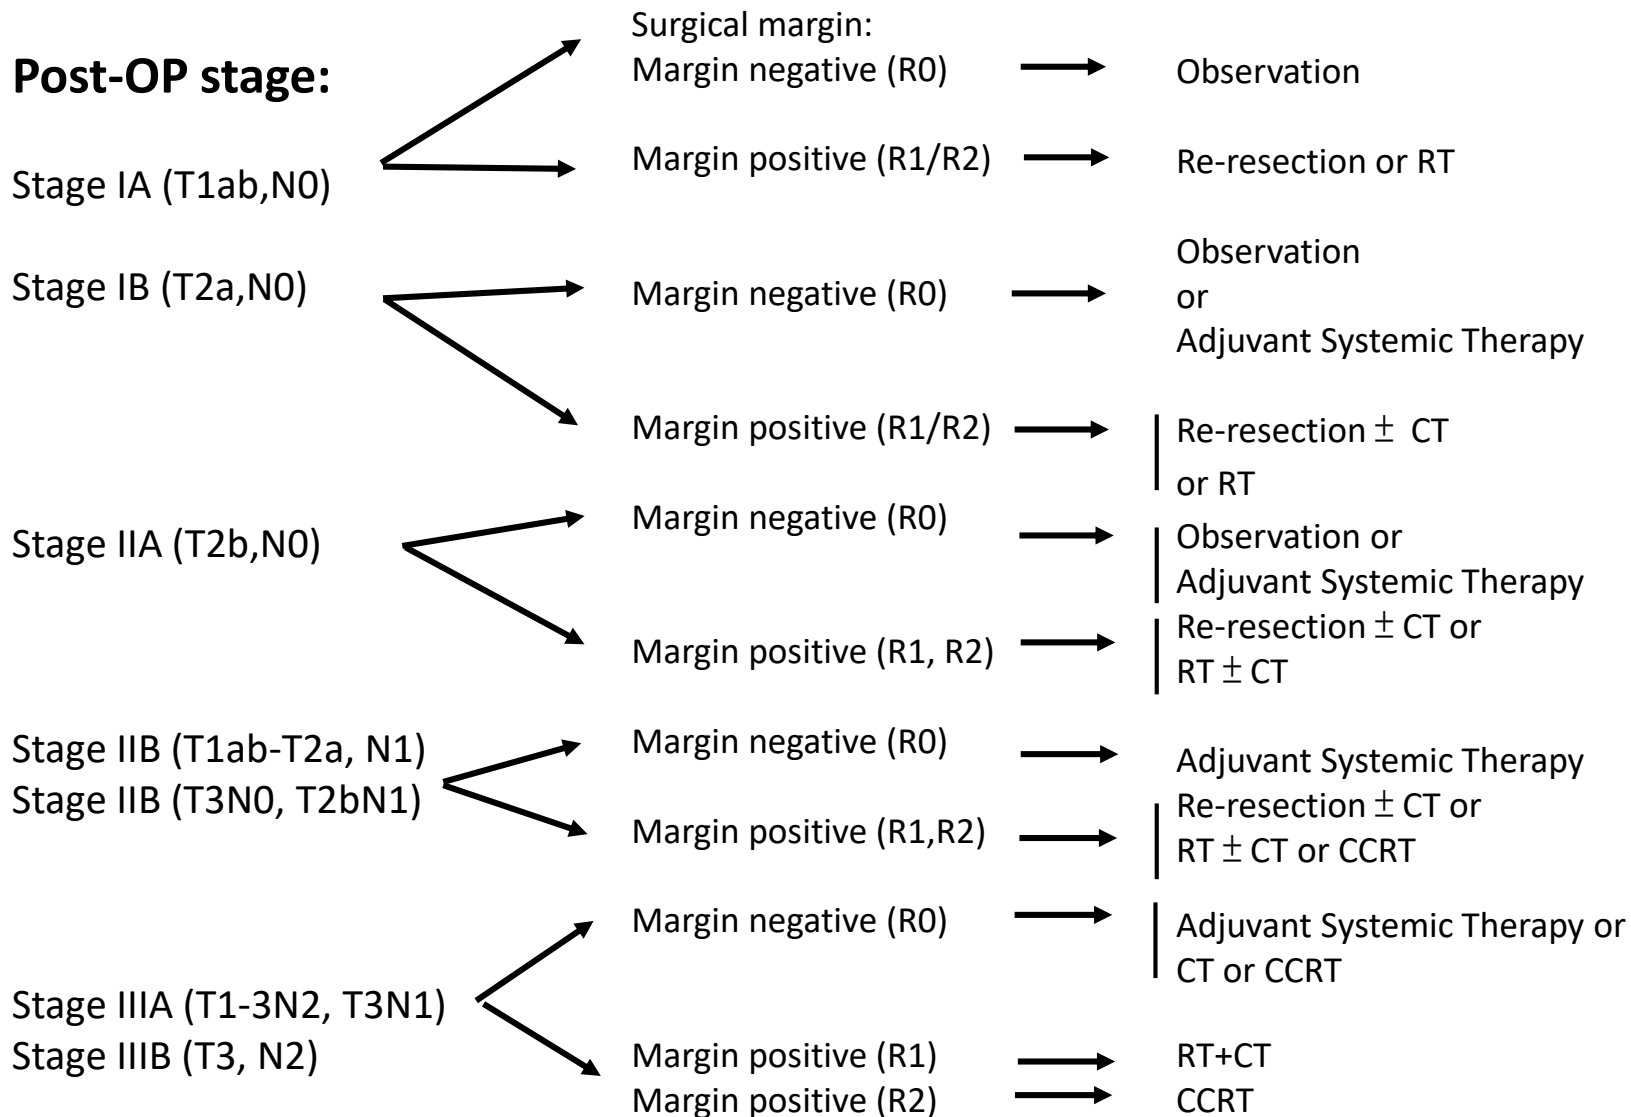 Post-OP stage:
Surgical margin:
Margin negative (R0)
Observation
Stage IA (T1ab,N0)
Margin positive (R1/R2)
Re-resection or RT
Stage IB (T2a,N0)
Margin negative (R0)
Observation
or
Adjuvant Systemic Therapy
Margin positive (R1/R2)
Re-resection ± CT
or RT
Stage IIA (T2b,N0)
Margin negative (R0)
Observation or
Adjuvant Systemic Therapy
Margin positive (R1, R2)
Re-resection ± CT or
RT ± CT
Stage IIB (T1ab-T2a, N1)
Stage IIB (T3N0, T2bN1)
Margin negative (R0)
Adjuvant Systemic Therapy
Margin positive (R1,R2)
Re-resection ± CT or
RT ± CT or CCRT
Stage IIIA (T1-3N2, T3N1)
Stage IIIB (T3, N2)
Margin negative (R0)
Adjuvant Systemic Therapy or
CT or CCRT
Margin positive (R1)
RT+CT
Margin positive (R2)
CCRT